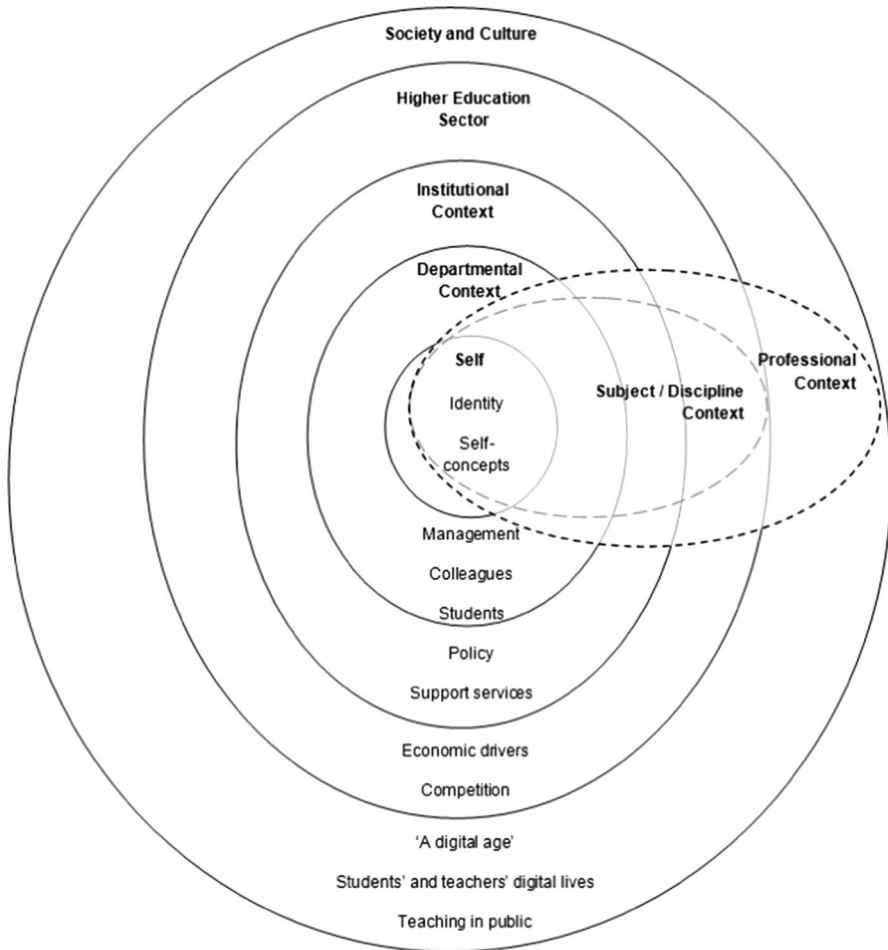 Society and Culture
Higher Education
Sector
Institutional
Context
Departmental
Context
Self
Identity
Self-
concepts
Professional
Context
Subject / Discipline
Context
Management
Colleagues
Students
Policy
Support services
Economic drivers
Competition
‘A digital age’
Students’ and teachers’ digital lives
Teaching in public